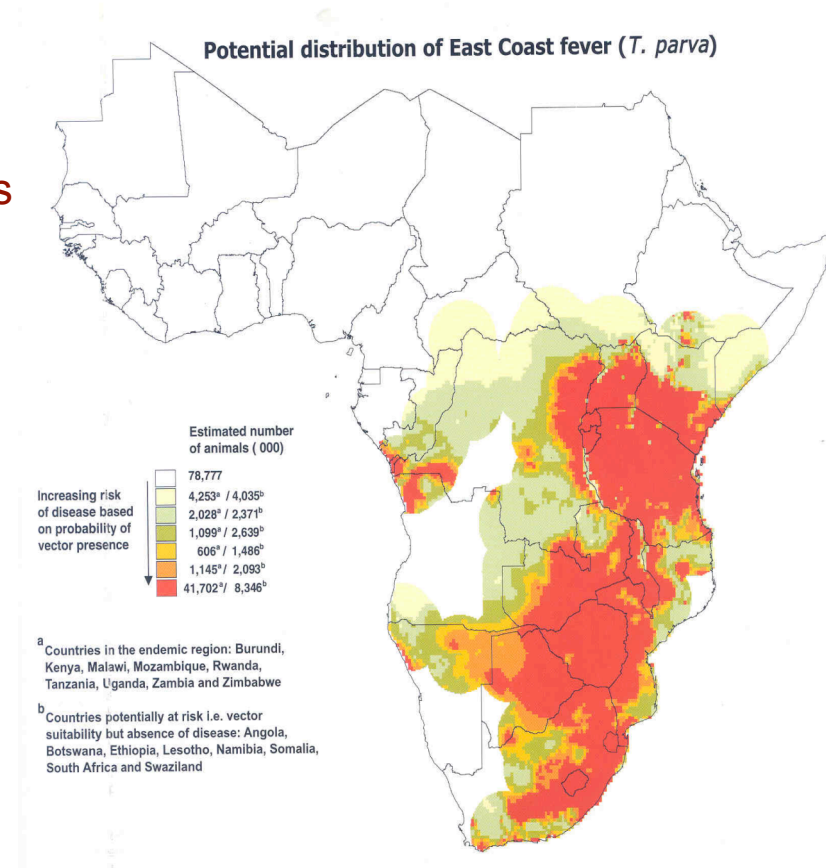 Potential distribution of East Coast fever (T. parva)
s
Estimated number
of animals ( 000)
Increasing risk
of disease based
on probability of
vector presence
78,777
4,253ᵃ / 4,035ᵇ
2,028ᵃ / 2,371ᵇ
1,099ᵃ / 2,639ᵇ
606ᵃ / 1,486ᵇ
1,145ᵃ/ 2,093ᵇ
41,702ᵃ/ 8,346ᵇ
ᵃ Countries in the endemic region: Burundi,
Kenya, Malawi, Mozambique, Rwanda,
Tanzania, Uganda, Zambia and Zimbabwe
ᵇ Countries potentially at risk i.e. vector
suitability but absence of disease: Angola,
Botswana, Ethiopia, Lesotho, Namibia, Somalia,
South Africa and Swaziland